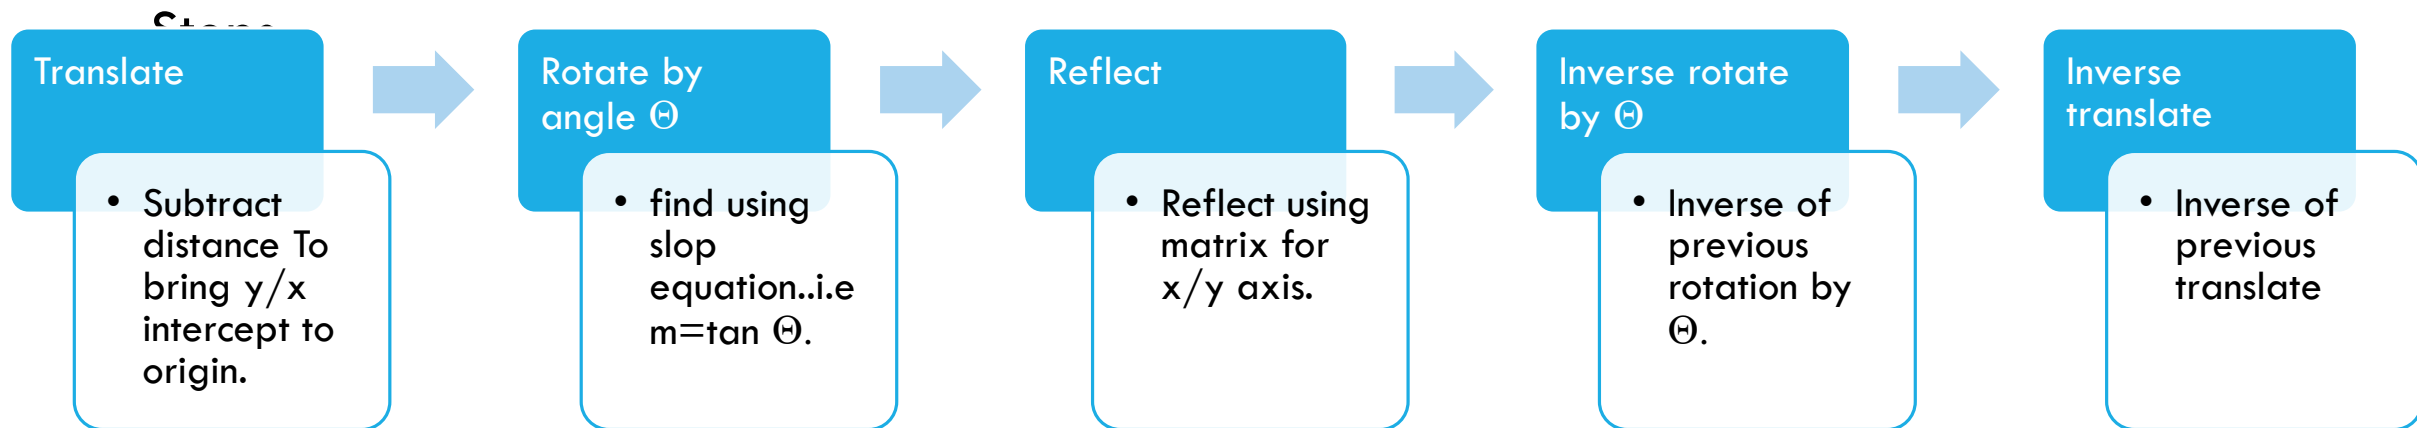 Steps
Translate
• Subtract
distance To
bring y/x
intercept to
origin.
Rotate by
angle Θ
• find using
slop
equation..i.e
m=tan Θ.
Reflect
• Reflect using
matrix for
x/y axis.
Inverse rotate
by Θ
• Inverse of
previous
rotation by
Θ.
Inverse
translate
• Inverse of
previous
translate